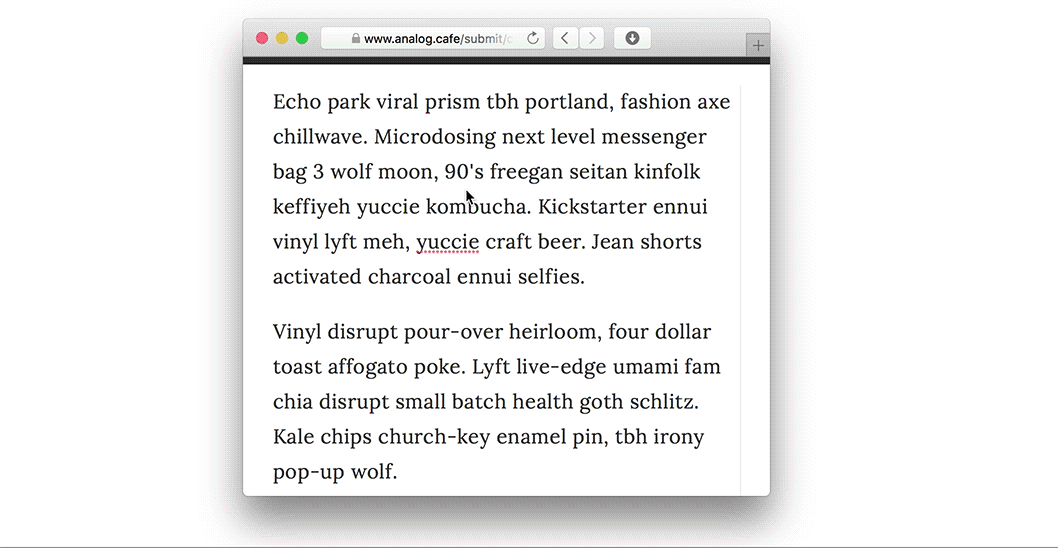 www.analog.cafe/submit/
Echo park viral prism tbh portland, fashion axe
chillwave. Microdosing next level messenger
bag 3 wolf moon, 90's freegan seitan kinfolk
keffiyeh yuccie kombucha. Kickstarter ennui
vinyl lyft meh, yuccie craft beer. Jean shorts
activated charcoal ennui selfies.
Vinyl disrupt pour-over heirloom, four dollar
toast affogato poke. Lyft live-edge umami fam
chia disrupt small batch health goth schlitz.
Kale chips church-key enamel pin, tbh irony
pop-up wolf.